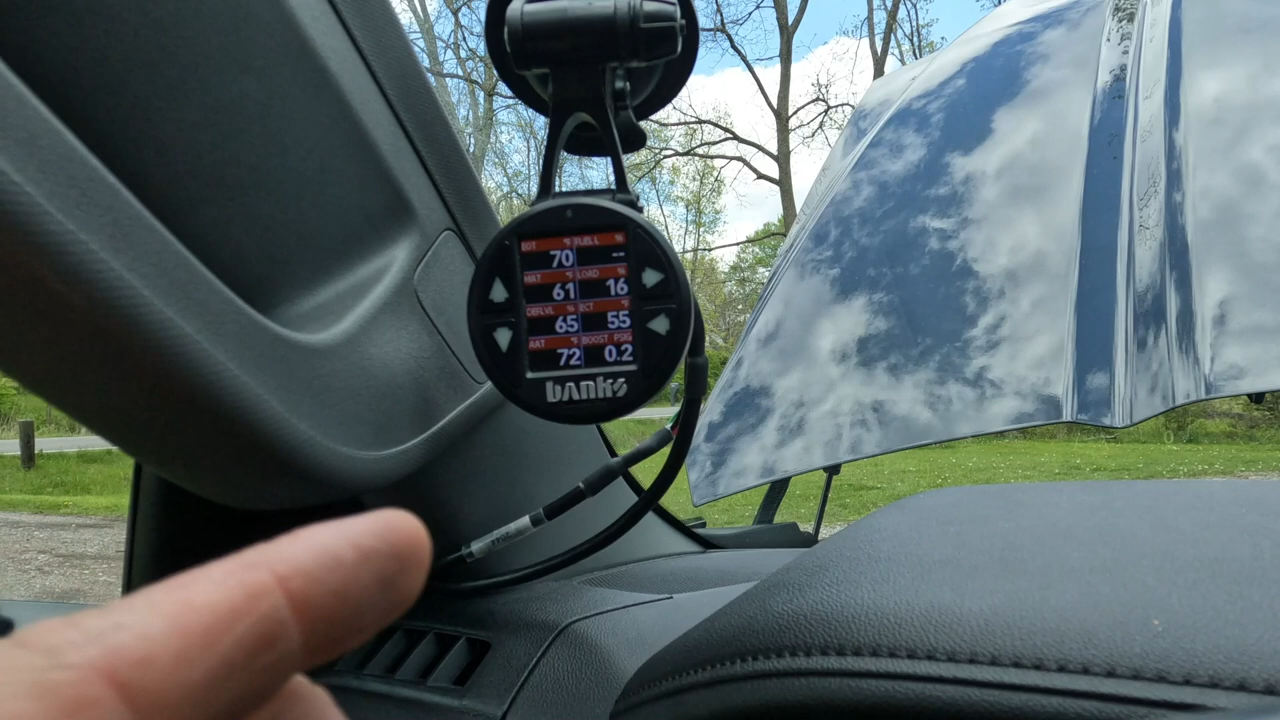 EOT °F FUEL L %
70 --
MAT °F LOAD %
61 16
DEFLVL % ECT °F
65 55
AAT °F BOOST PSIG
72 0.2
banks